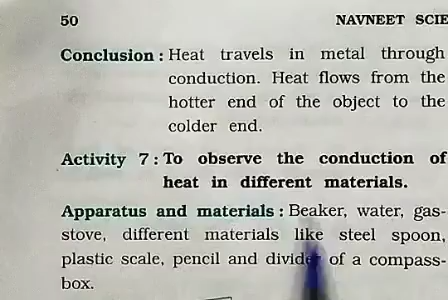 50
NAVNEET SCIE
Conclusion : Heat travels in metal through
conduction. Heat flows from the
hotter end of the object to the
colder end.
Activity 7 : To observe the conduction of
heat in different materials.
Apparatus and materials : Beaker, water, gas-
stove, different materials like steel spoon,
plastic scale, pencil and divider of a compass-
box.